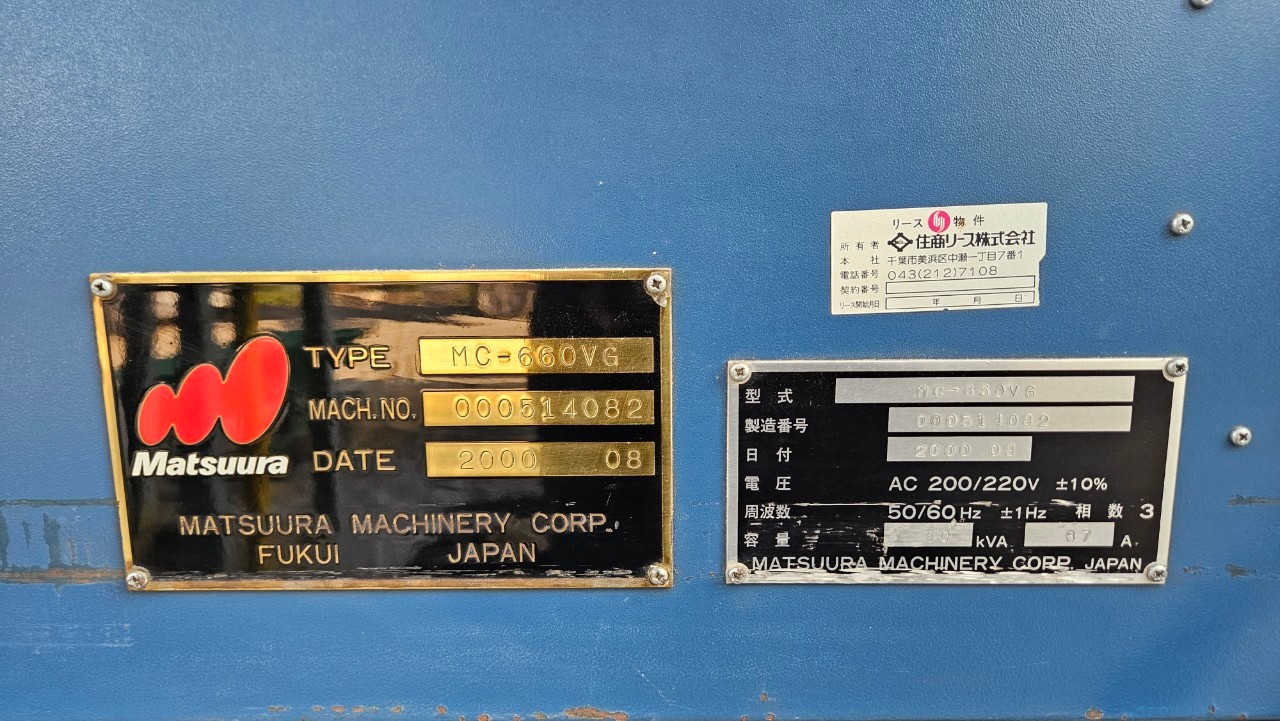 Matsuura
TYPE MC-660VG
MACH.NO. 000514082
DATE 2000 08
MATSUURA MACHINERY CORP.
FUKUI JAPAN
リース 物件
所有者 住商リース株式会社
本社 千葉市美浜区中瀬一丁目7番1
電話番号 043(212)7108
契約番号
リース開始月日 年 月 日
型式 MC-660VG
製造番号 000514082
日付 2000 08
電圧 AC 200/220V ±10%
周波数 50/60Hz ±1Hz 相数 3
容量 kVA A.
MATSUURA MACHINERY CORP. JAPAN